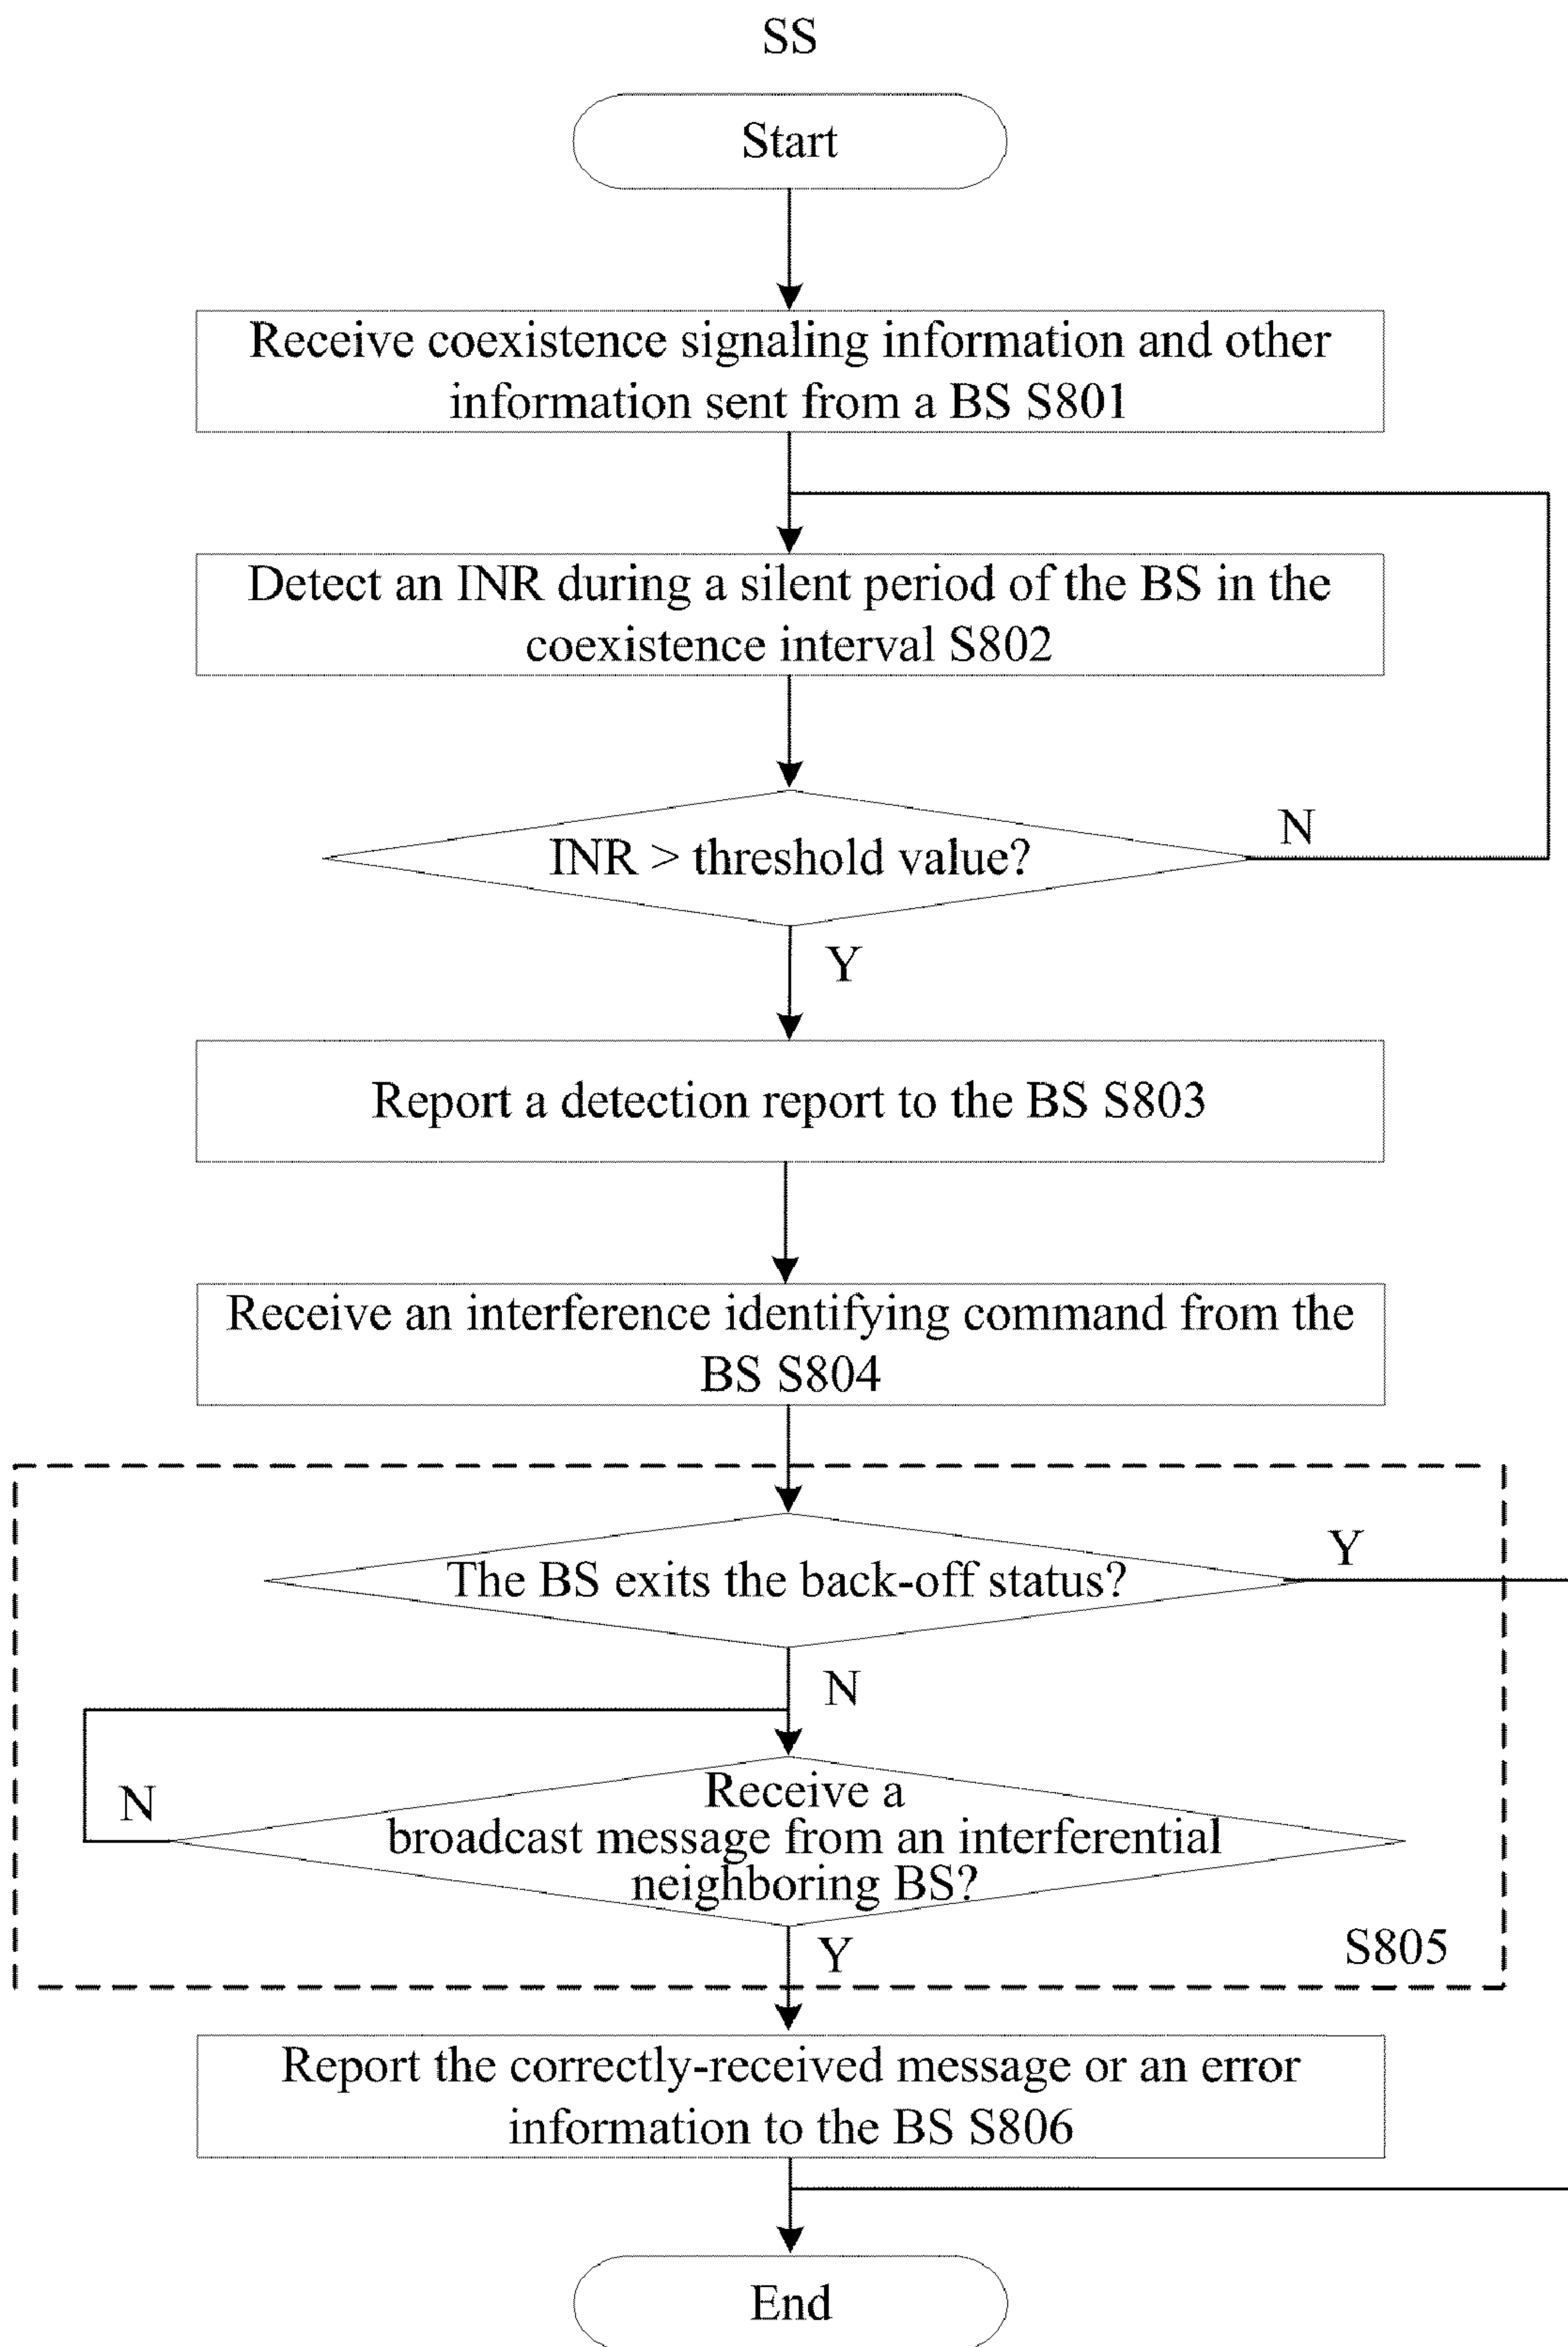 SS
Start
Receive coexistence signaling information and other
information sent from a BS S801
Detect an INR during a silent period of the BS in the
coexistence interval S802
INR > threshold value?
N
Y
Report a detection report to the BS S803
Receive an interference identifying command from the
BS S804
The BS exits the back-off status?
Y
N
Receive a
broadcast message from an interferential
neighboring BS?
N
Y
S805
Report the correctly-received message or an error
information to the BS S806
End